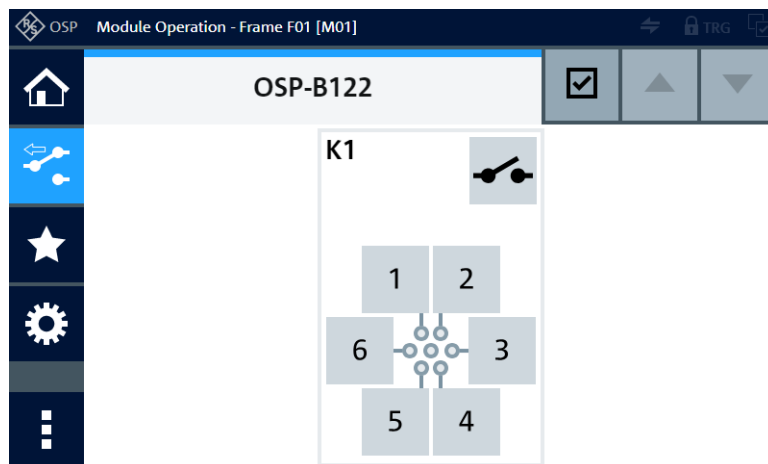 R&S OSP Module Operation - Frame F01 [M01] TRG
OSP-B122
K1
1 2
6 3
5 4